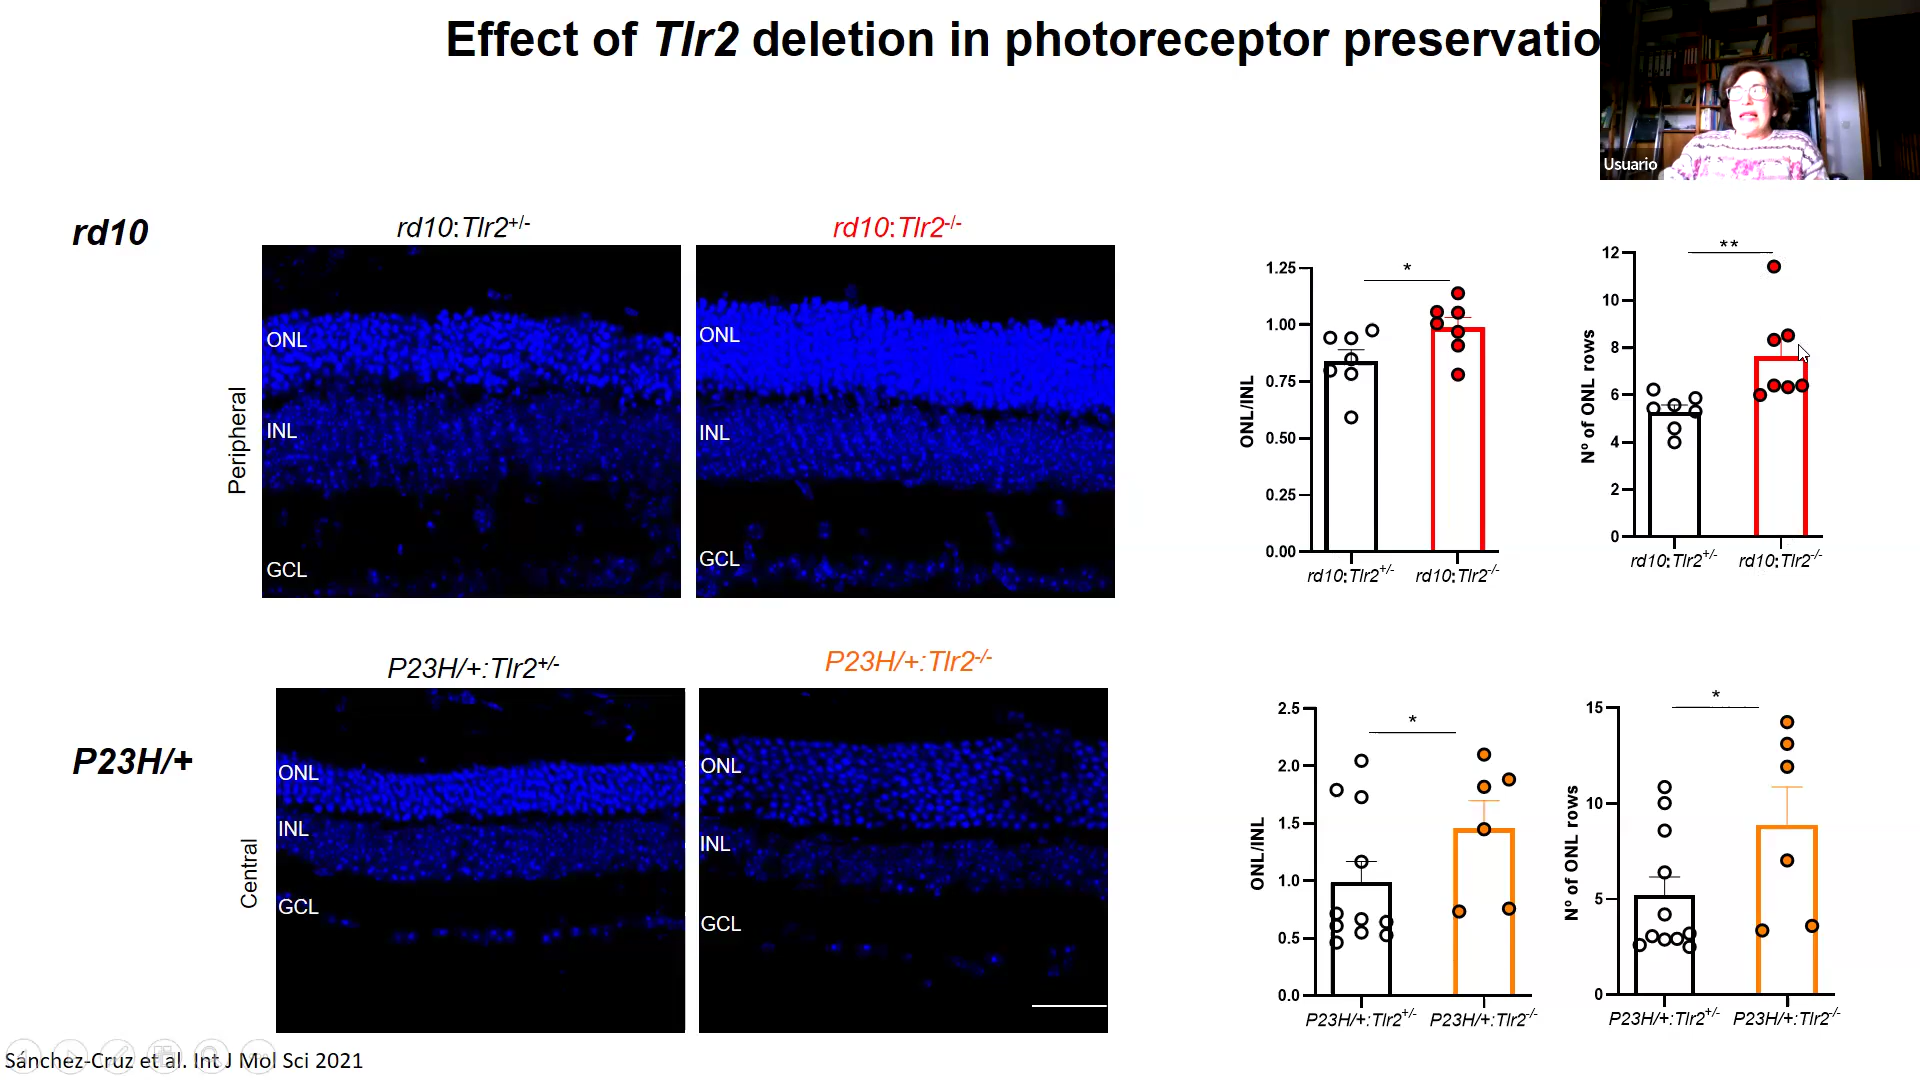 Effect of Tlr2 deletion in photoreceptor preservatio
Usuario
rd10
rd10:Tlr2+/-
rd10:Tlr2-/-
Peripheral
ONL
INL
GCL
ONL
INL
GCL
*
1.25
1.00
0.75
0.50
0.25
0.00
ONL/INL
rd10:Tlr2+/-
rd10:Tlr2-/-
**
12
10
8
6
4
2
0
Nº of ONL rows
rd10:Tlr2+/-
rd10:Tlr2-/-
P23H/+
P23H/+:Tlr2+/-
P23H/+:Tlr2-/-
Central
ONL
INL
GCL
ONL
INL
GCL
*
2.5
2.0
1.5
1.0
0.5
0.0
ONL/INL
P23H/+:Tlr2+/-
P23H/+:Tlr2-/-
*
15
10
5
0
Nº of ONL rows
P23H/+:Tlr2+/-
P23H/+:Tlr2-/-
Sánchez-Cruz et al. Int J Mol Sci 2021